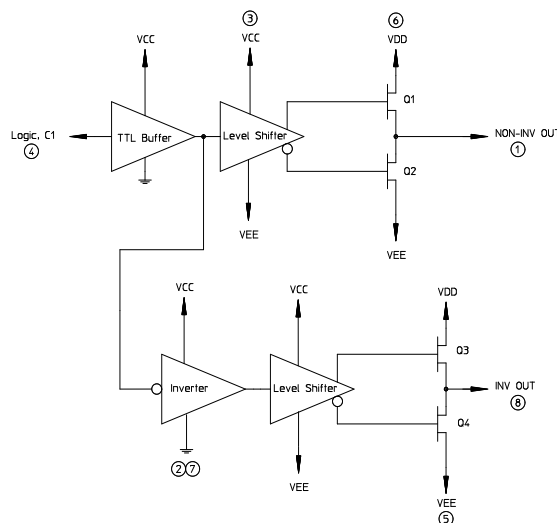 ③ ⑥
VCC VCC VDD
Q1
Logic, C1 TTL Buffer Level Shifter NON-INV OUT
④ ①
Q2
VEE VEE
VCC VCC VDD
Q3
Inverter Level Shifter INV OUT
⑧
Q4
②⑦
VEE VEE
⑤